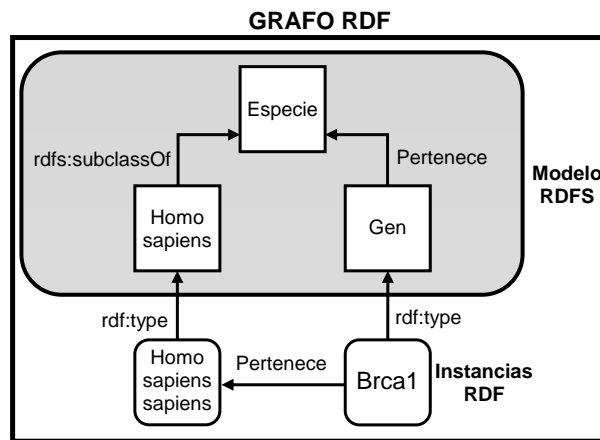 GRAFO RDF
Especie
rdfs:subclassOf
Pertenece
Modelo
RDFS
Homo
sapiens
Gen
rdf:type
rdf:type
Homo
sapiens
sapiens
Pertenece
Brca1
Instancias
RDF